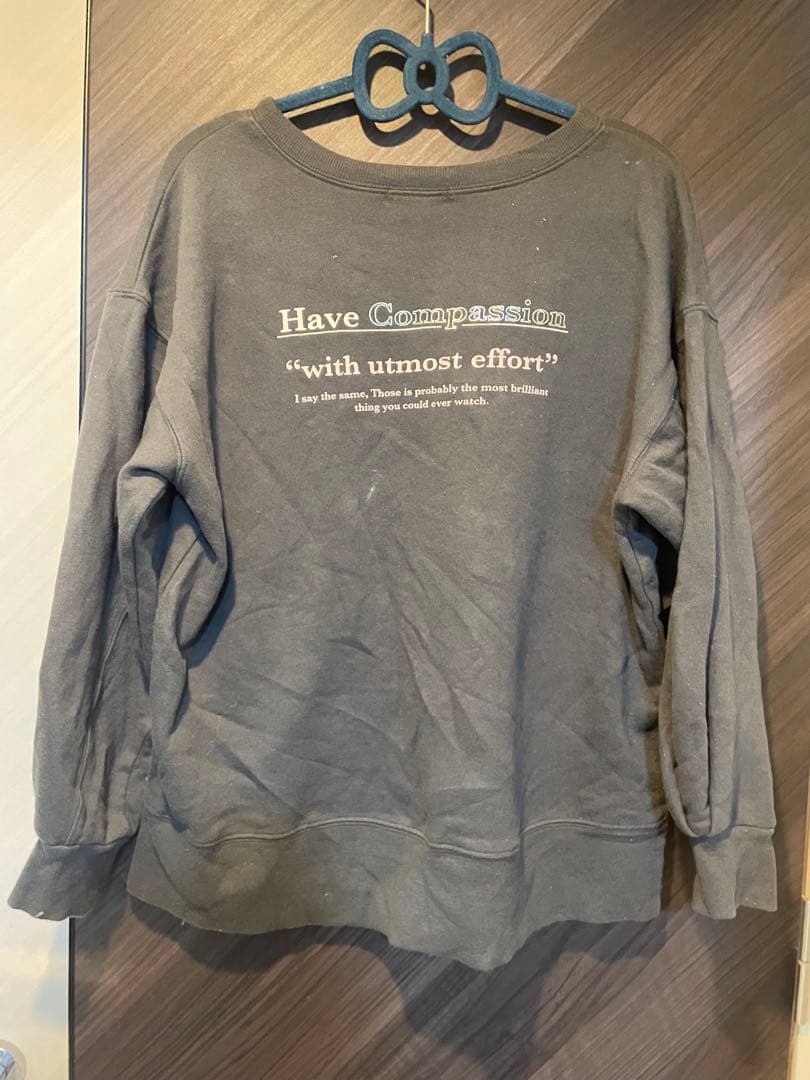 Have Compassion
“with utmost effort”
I say the same, Those is probably the most brilliant
thing you could ever watch.